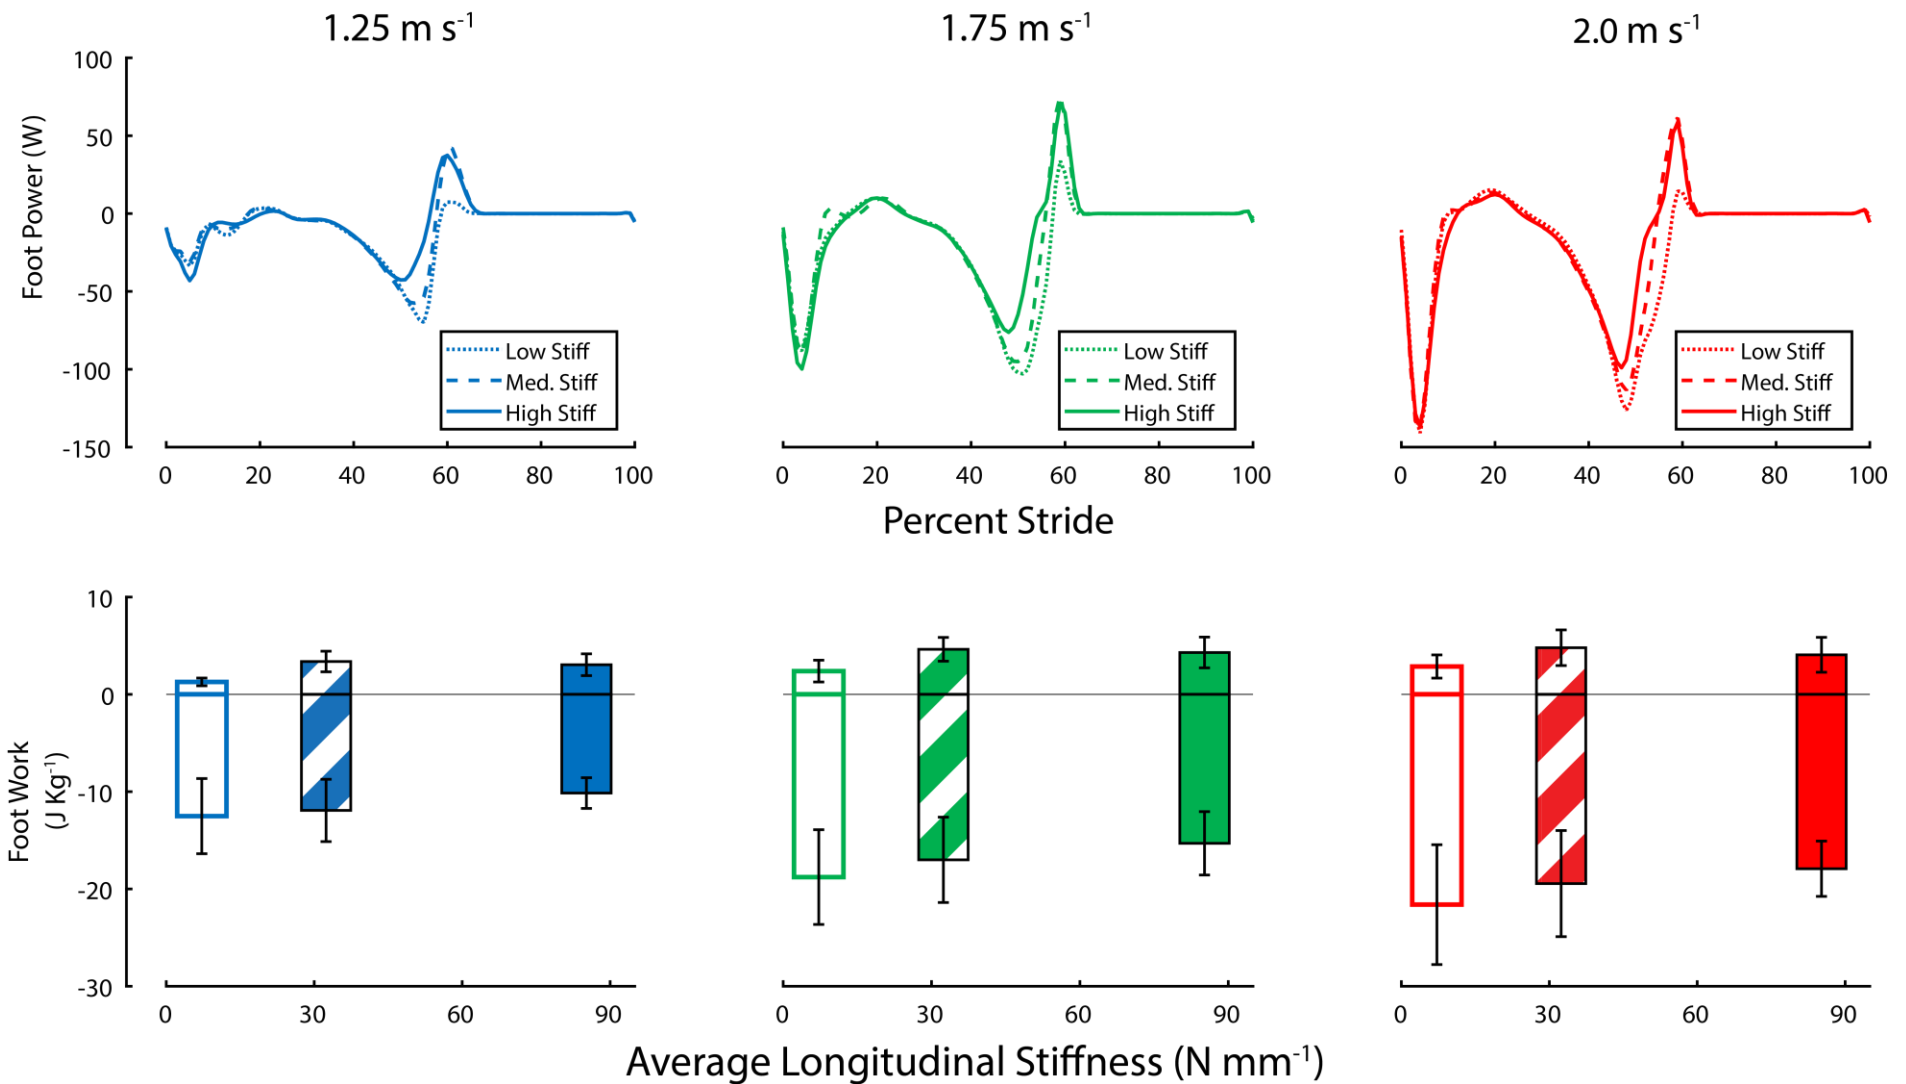 1.25 m s-1
1.75 m s-1
2.0 m s-1
Foot Power (W)
100
50
0
-50
-100
-150
Low Stiff
Med. Stiff
High Stiff
Low Stiff
Med. Stiff
High Stiff
Low Stiff
Med. Stiff
High Stiff
0 20 40 60 80 100
0 20 40 60 80 100
0 20 40 60 80 100
Percent Stride
Foot Work
(J Kg-1)
10
0
-10
-20
-30
0 30 60 90
0 30 60 90
0 30 60 90
Average Longitudinal Stiffness (N mm-1)